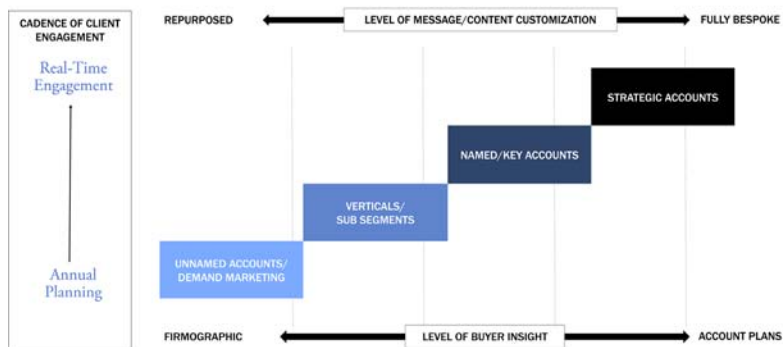 CADENCE OF CLIENT
ENGAGEMENT
Real-Time
Engagement
Annual
Planning
REPURPOSED
LEVEL OF MESSAGE/CONTENT CUSTOMIZATION
FULLY BESPOKE
STRATEGIC ACCOUNTS
NAMED/KEY ACCOUNTS
VERTICALS/
SUB SEGMENTS
UNNAMED ACCOUNTS/
DEMAND MARKETING
FIRMOGRAPHIC
LEVEL OF BUYER INSIGHT
ACCOUNT PLANS